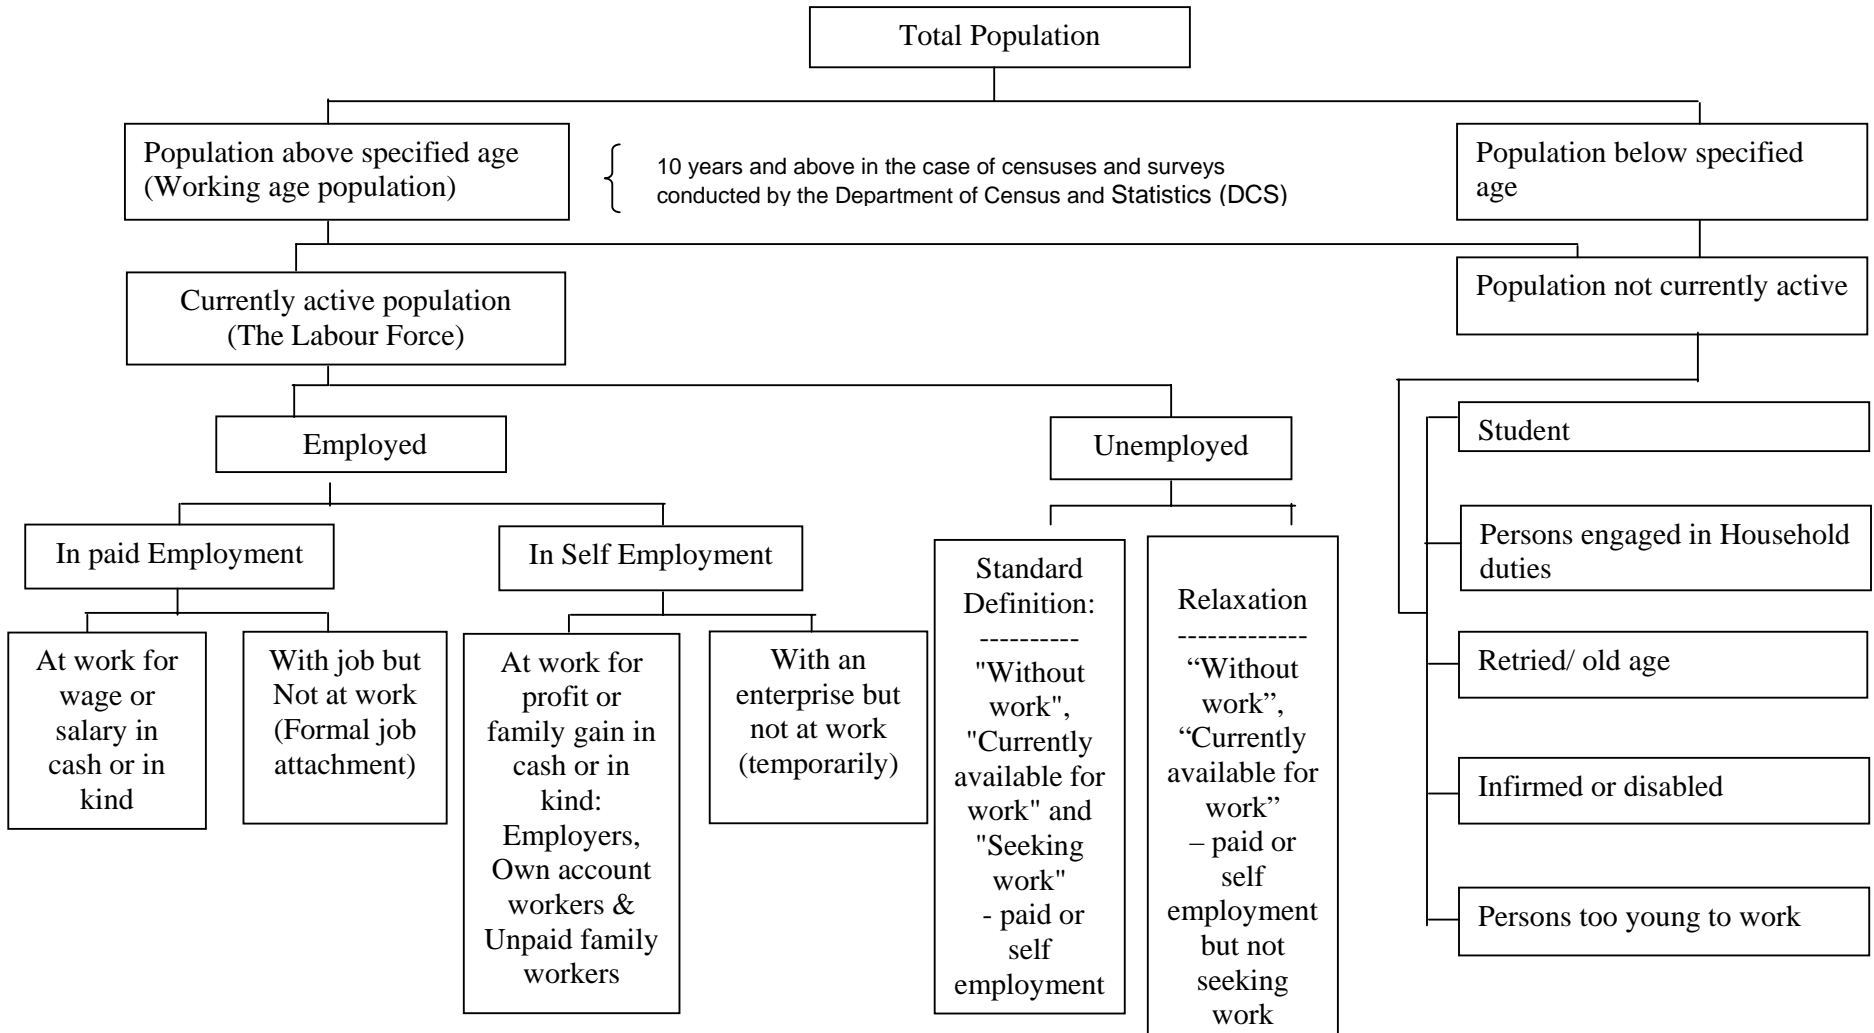 Total Population
Population above specified age
(Working age population)
10 years and above in the case of censuses and surveys
conducted by the Department of Census and Statistics (DCS)
Population below specified
age
Currently active population
(The Labour Force)
Population not currently active
Employed
Unemployed
In paid Employment
In Self Employment
At work for
wage or
salary in
cash or in
kind
With job but
Not at work
(Formal job
attachment)
At work for
profit or
family gain in
cash or in
kind:
Employers,
Own account
workers &
Unpaid family
workers
With an
enterprise but
not at work
(temporarily)
Standard
Definition:
----------
"Without
work",
"Currently
available for
work" and
"Seeking
work"
- paid or
self
employment
Relaxation
-------------
“Without
work”,
“Currently
available for
work”
– paid or
self
employment
but not
seeking
work
Student
Persons engaged in Household
duties
Retried/ old age
Infirmed or disabled
Persons too young to work